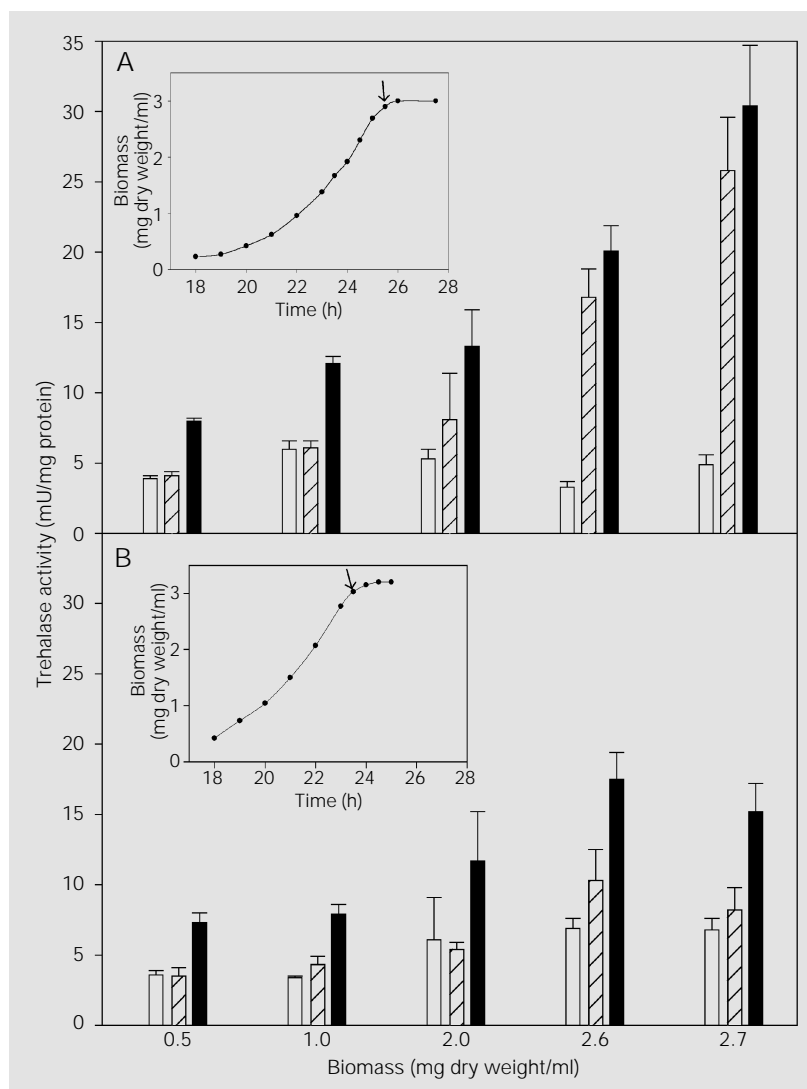 Trehalase activity (mU/mg protein)
35
30
25
20
15
10
5
0
A
Biomass
(mg dry weight/ml)
3
2
1
0
18 20 22 24 26 28
Time (h)
30
25
20
15
10
5
0
B
Biomass
(mg dry weight/ml)
3
2
1
0
18 20 22 24 26 28
Time (h)
0.5 1.0 2.0 2.6 2.7
Biomass (mg dry weight/ml)